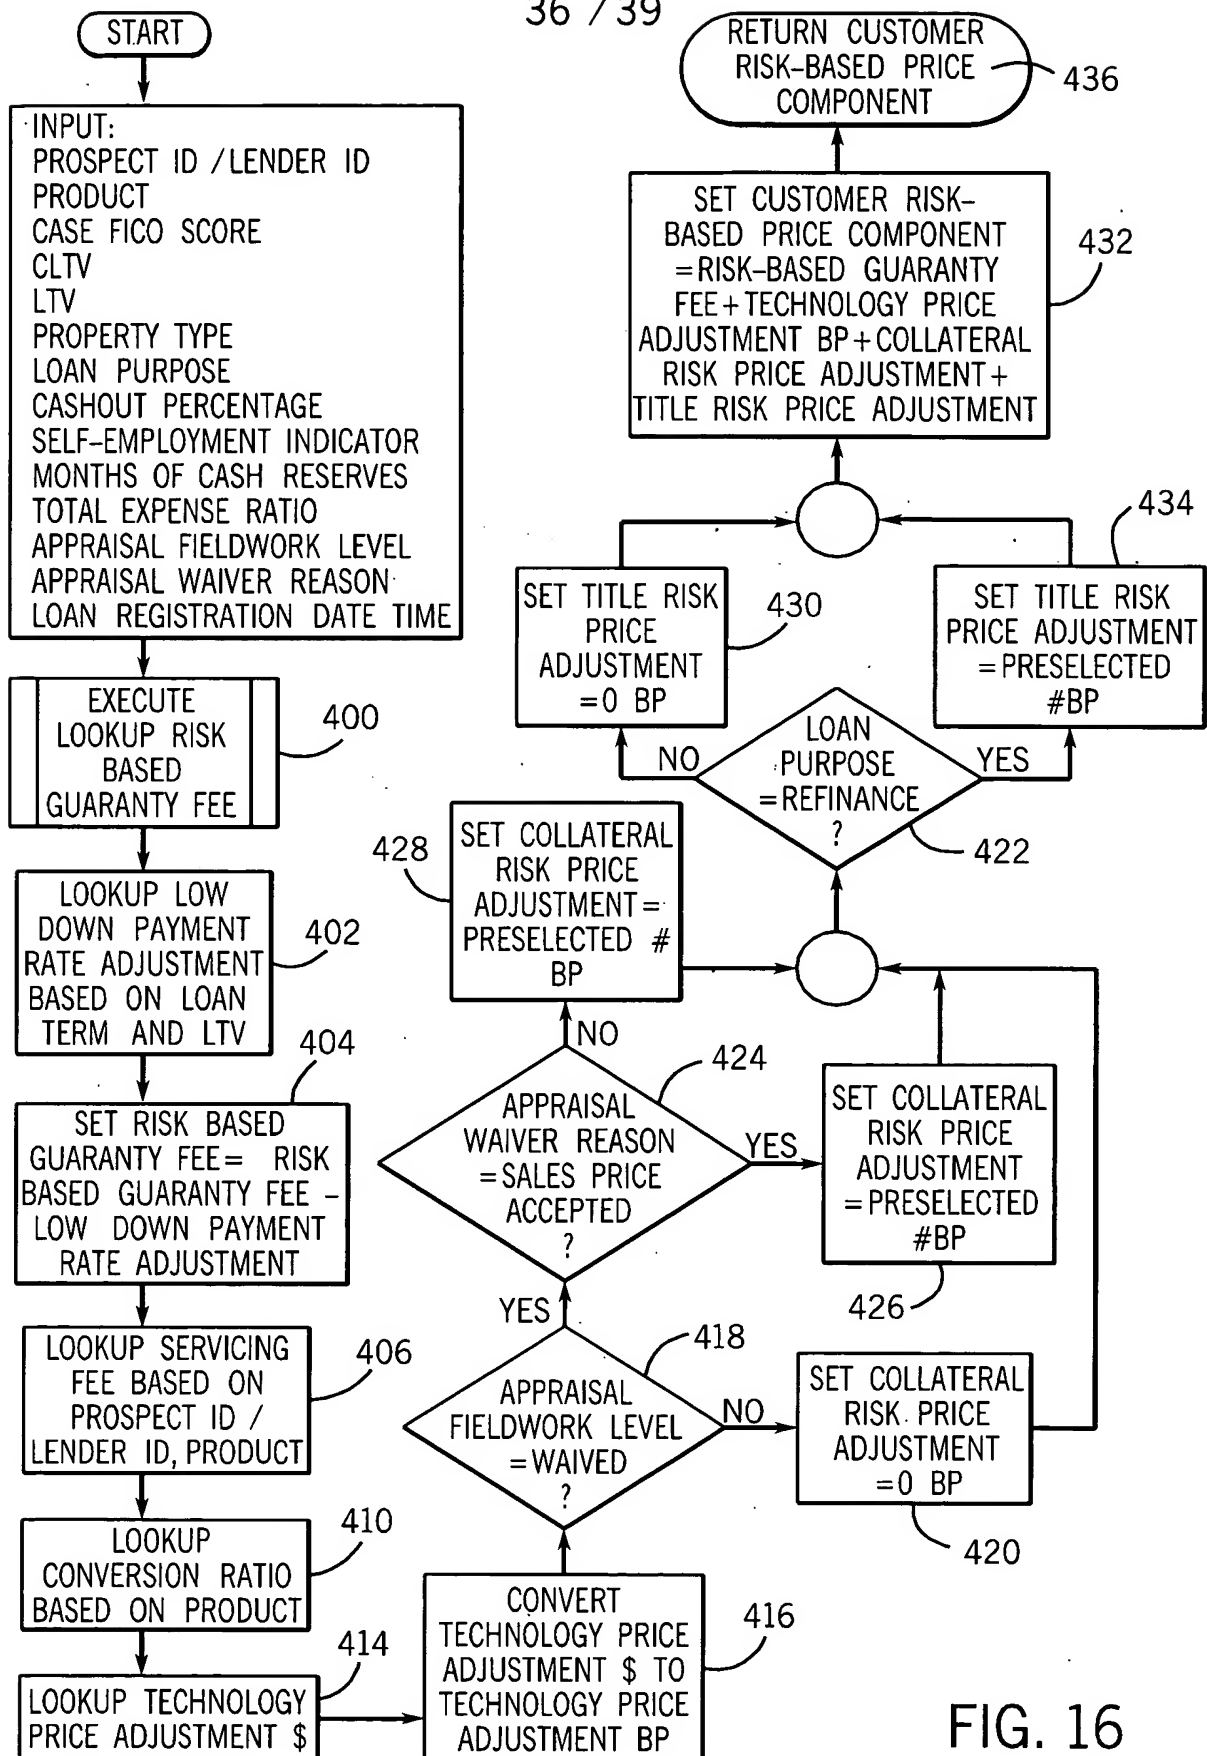 36 / 39
START
INPUT:
PROSPECT ID / LENDER ID
PRODUCT
CASE FICO SCORE
CLTV
LTV
PROPERTY TYPE
LOAN PURPOSE
CASHOUT PERCENTAGE
SELF-EMPLOYMENT INDICATOR
MONTHS OF CASH RESERVES
TOTAL EXPENSE RATIO
APPRAISAL FIELDWORK LEVEL
APPRAISAL WAIVER REASON
LOAN REGISTRATION DATE TIME
EXECUTE
LOOKUP RISK
BASED
GUARANTY FEE
400
LOOKUP LOW
DOWN PAYMENT
RATE ADJUSTMENT
BASED ON LOAN
TERM AND LTV
402
SET RISK BASED
GUARANTY FEE= RISK
BASED GUARANTY FEE -
LOW DOWN PAYMENT
RATE ADJUSTMENT
404
LOOKUP SERVICING
FEE BASED ON
PROSPECT ID /
LENDER ID, PRODUCT
406
LOOKUP
CONVERSION RATIO
BASED ON PRODUCT
410
LOOKUP TECHNOLOGY
PRICE ADJUSTMENT $
414
CONVERT
TECHNOLOGY PRICE
ADJUSTMENT $ TO
TECHNOLOGY PRICE
ADJUSTMENT BP
416
APPRAISAL
FIELDWORK LEVEL
=WAIVED
?
418
NO
YES
SET COLLATERAL
RISK PRICE
ADJUSTMENT
=0 BP
420
APPRAISAL
WAIVER REASON
=SALES PRICE
ACCEPTED
?
424
YES
NO
SET COLLATERAL
RISK PRICE
ADJUSTMENT
=PRESELECTED
#BP
426
SET COLLATERAL
RISK PRICE
ADJUSTMENT=
PRESELECTED #
BP
428
LOAN
PURPOSE
=REFINANCE
?
422
NO
YES
SET TITLE RISK
PRICE
ADJUSTMENT
=0 BP
430
SET TITLE RISK
PRICE ADJUSTMENT
=PRESELECTED
#BP
434
SET CUSTOMER RISK-
BASED PRICE COMPONENT
=RISK-BASED GUARANTY
FEE+TECHNOLOGY PRICE
ADJUSTMENT BP+COLLATERAL
RISK PRICE ADJUSTMENT+
TITLE RISK PRICE ADJUSTMENT
432
RETURN CUSTOMER
RISK-BASED PRICE
COMPONENT
436
FIG. 16